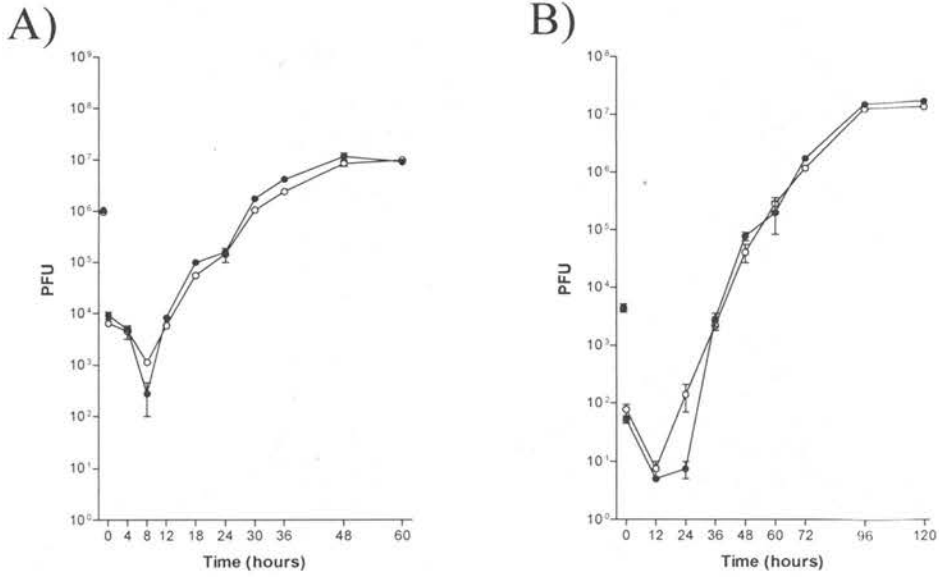 A)
PFU
10⁹
10⁸
10⁷
10⁶
10⁵
10⁴
10³
10²
10¹
10⁰
0 4 8 12 18 24 30 36 48 60
Time (hours)
B)
PFU
10⁸
10⁷
10⁶
10⁵
10⁴
10³
10²
10¹
10⁰
0 12 24 36 48 60 72 96 120
Time (hours)